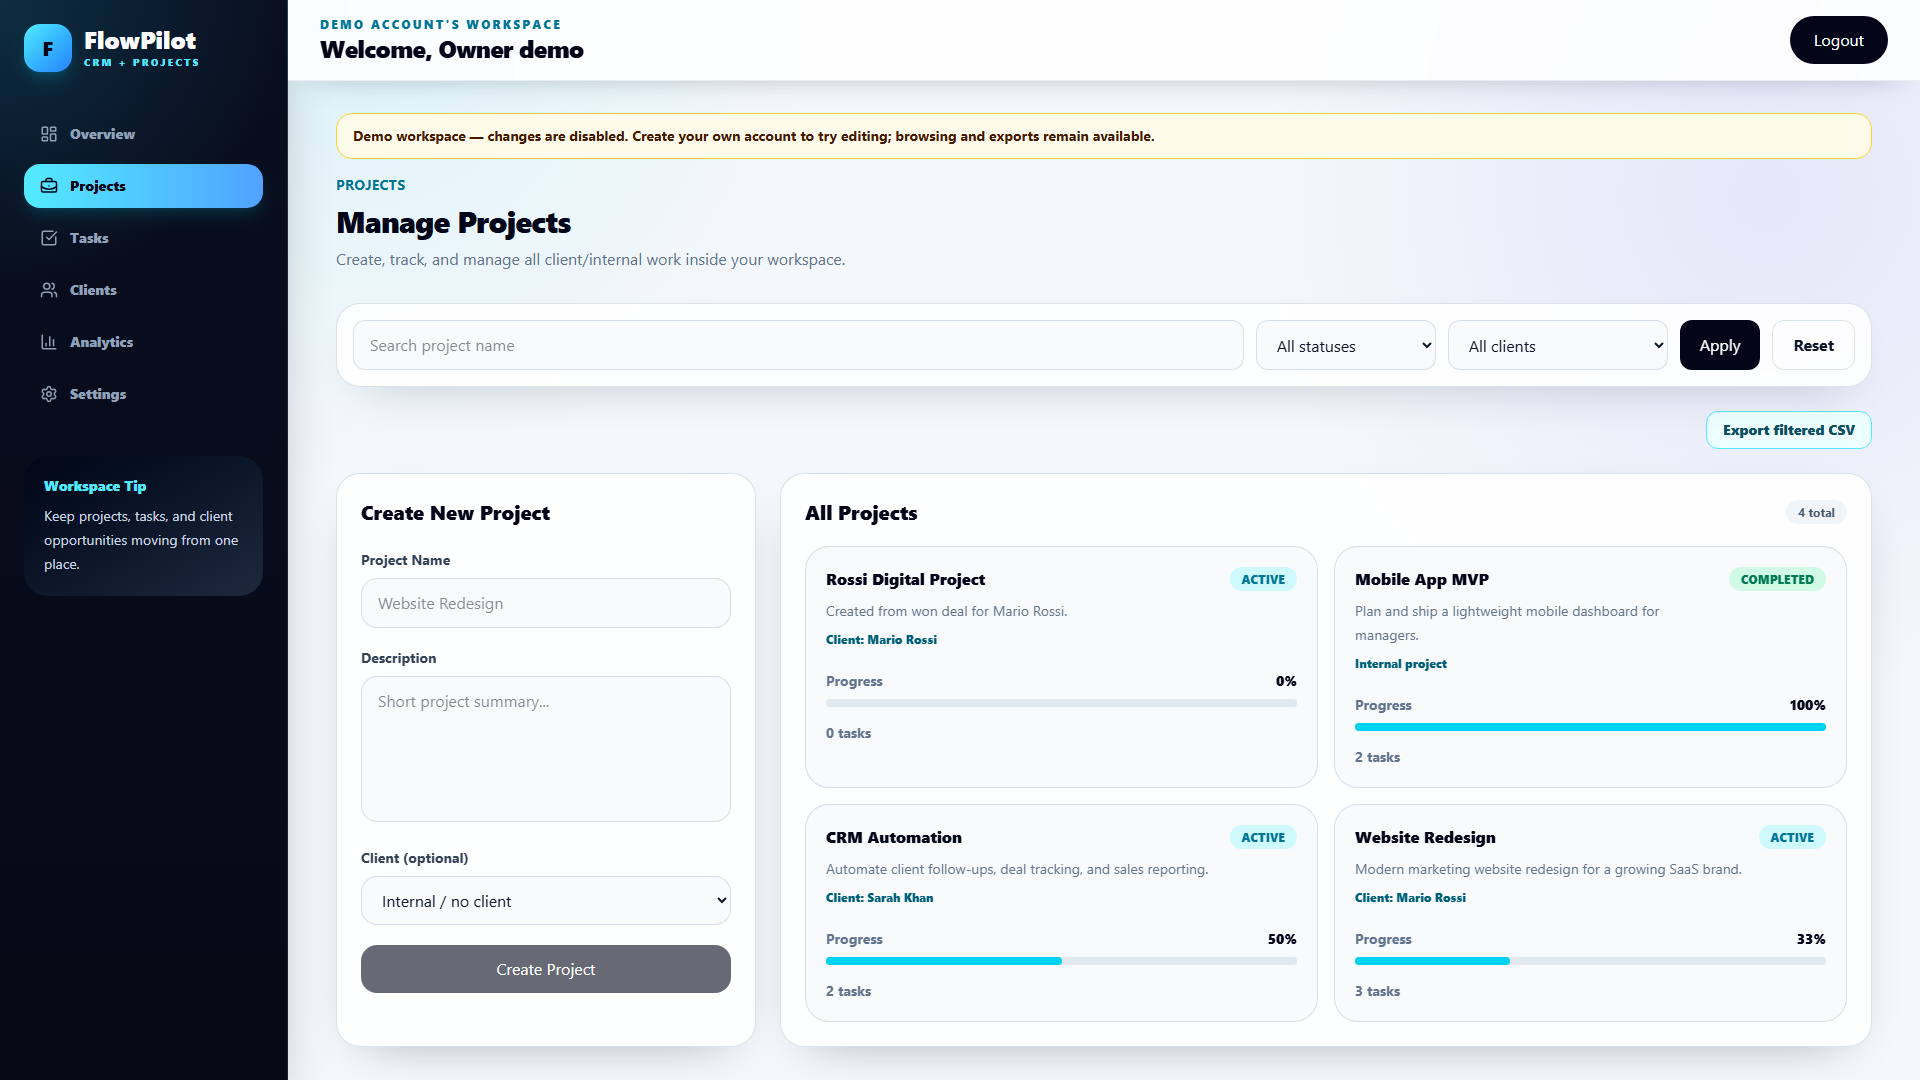 F
FlowPilot
CRM + PROJECTS
Overview
Projects
Tasks
Clients
Analytics
Settings
Workspace Tip
Keep projects, tasks, and client
opportunities moving from one
place.
DEMO ACCOUNT'S WORKSPACE
Welcome, Owner demo
Logout
Demo workspace — changes are disabled. Create your own account to try editing; browsing and exports remain available.
PROJECTS
Manage Projects
Create, track, and manage all client/internal work inside your workspace.
Search project name
All statuses
All clients
Apply
Reset
Export filtered CSV
Create New Project
Project Name
Website Redesign
Description
Short project summary...
Client (optional)
Internal / no client
Create Project
All Projects
4 total
Rossi Digital Project
ACTIVE
Created from won deal for Mario Rossi.
Client: Mario Rossi
Progress
0%
0 tasks
Mobile App MVP
COMPLETED
Plan and ship a lightweight mobile dashboard for
managers.
Internal project
Progress
100%
2 tasks
CRM Automation
ACTIVE
Automate client follow-ups, deal tracking, and sales reporting.
Client: Sarah Khan
Progress
50%
2 tasks
Website Redesign
ACTIVE
Modern marketing website redesign for a growing SaaS brand.
Client: Mario Rossi
Progress
33%
3 tasks